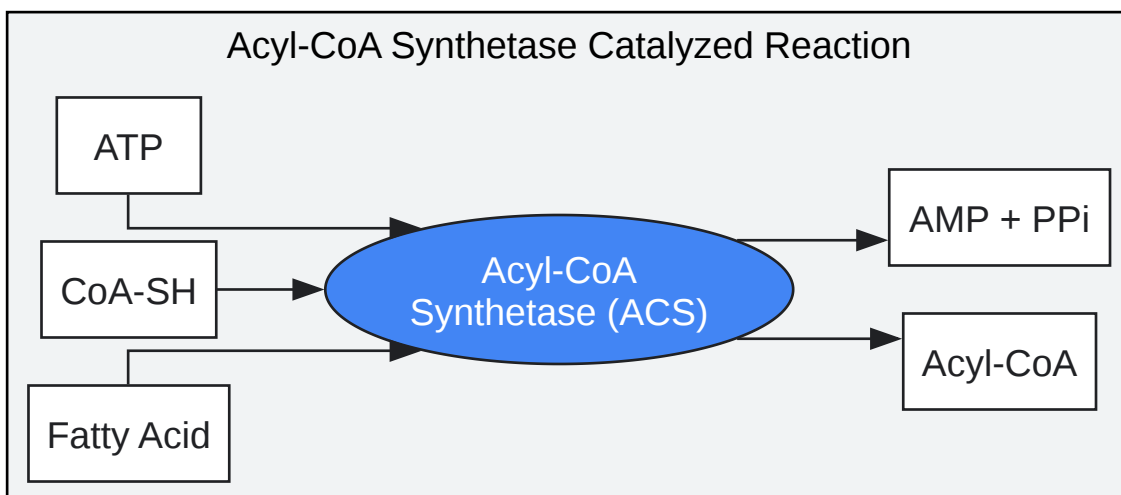 Acyl-CoA Synthetase Catalyzed Reaction
ATP
CoA-SH
Fatty Acid
Acyl-CoA
Synthetase (ACS)
AMP + PPi
Acyl-CoA